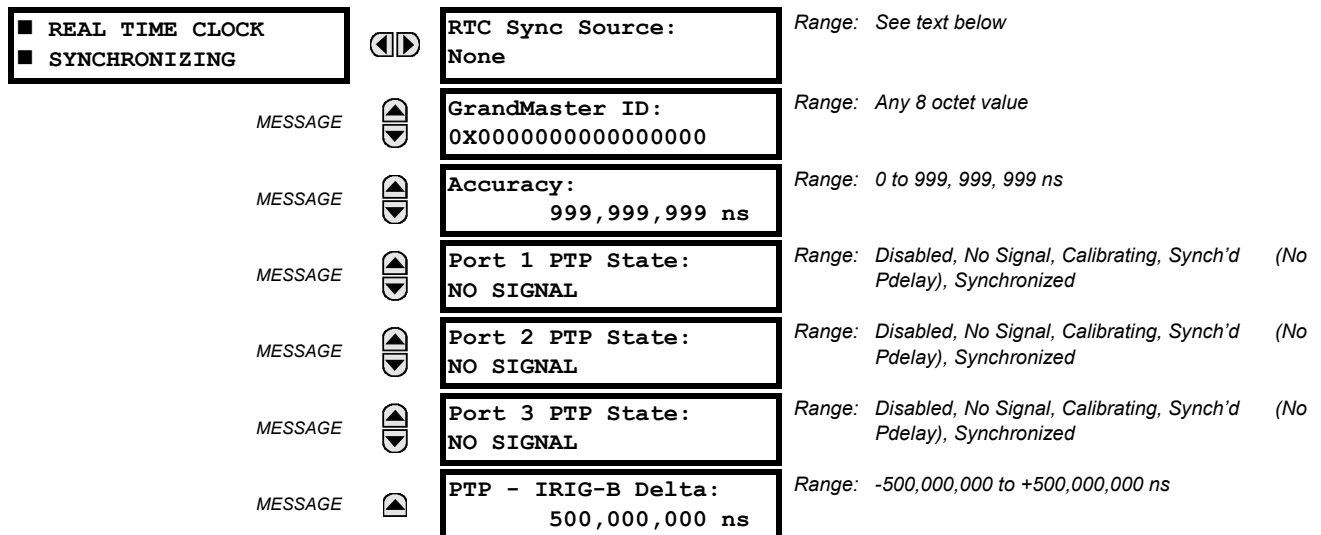 ■ REAL TIME CLOCK
■ SYNCHRONIZING
RTC Sync Source:
None
Range: See text below
MESSAGE
GrandMaster ID:
0X0000000000000000
Range: Any 8 octet value
MESSAGE
Accuracy:
999,999,999 ns
Range: 0 to 999, 999, 999 ns
MESSAGE
Port 1 PTP State:
NO SIGNAL
Range: Disabled, No Signal, Calibrating, Synch’d (No
Pdelay), Synchronized
MESSAGE
Port 2 PTP State:
NO SIGNAL
Range: Disabled, No Signal, Calibrating, Synch’d (No
Pdelay), Synchronized
MESSAGE
Port 3 PTP State:
NO SIGNAL
Range: Disabled, No Signal, Calibrating, Synch’d (No
Pdelay), Synchronized
MESSAGE
PTP - IRIG-B Delta:
500,000,000 ns
Range: -500,000,000 to +500,000,000 ns